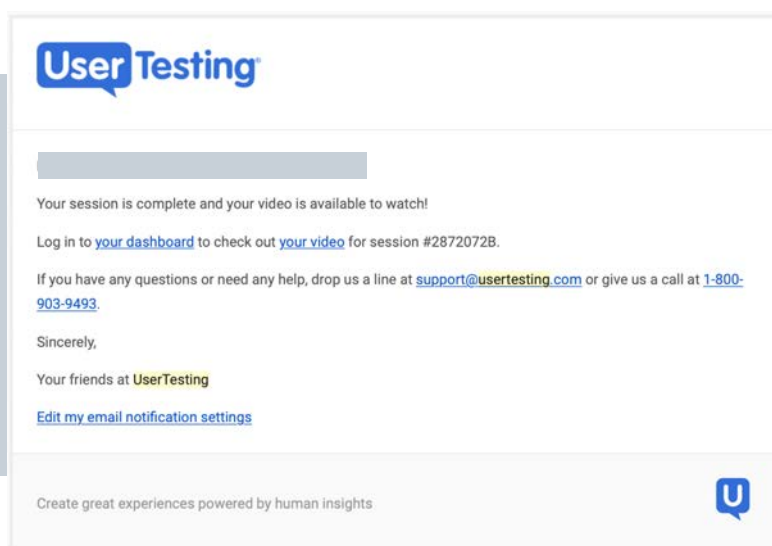 UserTesting®
Your session is complete and your video is available to watch!
Log in to your dashboard to check out your video for session #2872072B.
If you have any questions or need any help, drop us a line at support@usertesting.com or give us a call at 1-800-
903-9493.
Sincerely,
Your friends at UserTesting
Edit my email notification settings
Create great experiences powered by human insights
U